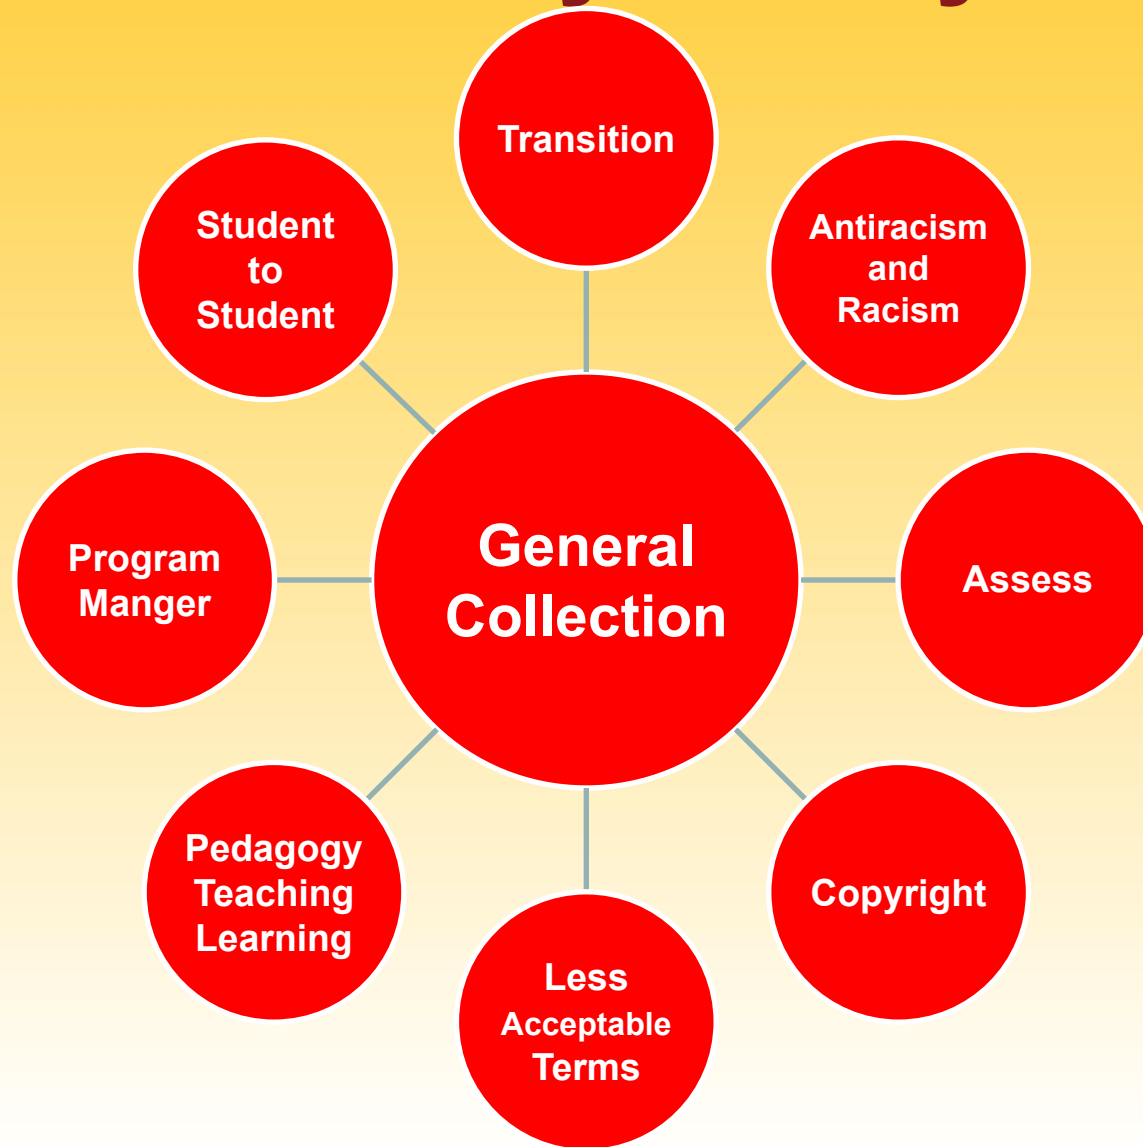 Transition
Antiracism
and
Racism
Assess
Copyright
Less
Acceptable
Terms
Pedagogy
Teaching
Learning
Program
Manger
Student
to
Student
General
Collection